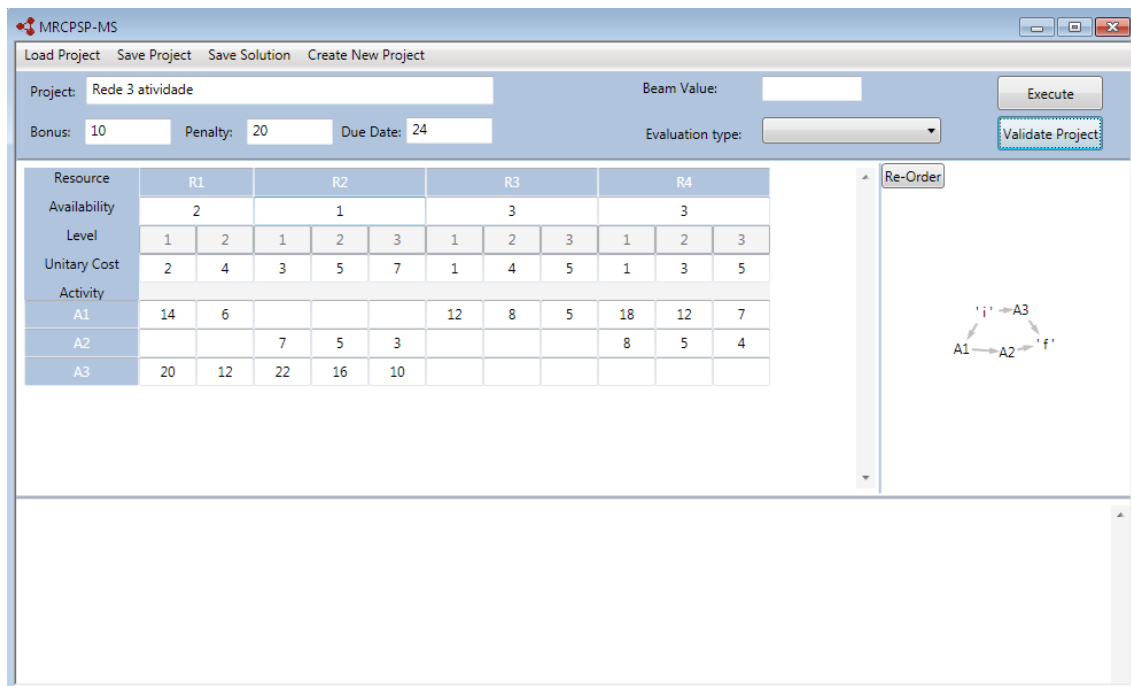 MRCPSP-MS
Load Project Save Project Save Solution Create New Project
Project: Rede 3 atividade Beam Value: Execute
Bonus: 10 Penalty: 20 Due Date: 24 Evaluation type: Validate Project
Resource R1 R2 R3 R4 Re-Order
Availability 2 1 3 3
Level 1 2 1 2 3 1 2 3 1 2 3
Unitary Cost 2 4 3 5 7 1 4 5 1 3 5
Activity
A1 14 6 12 8 5 18 12 7
A2 7 5 3 8 5 4
A3 20 12 22 16 10
'i' A3
A1 A2 'f'